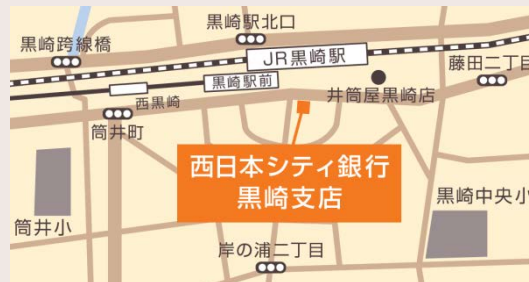 黒崎駅北口
黒崎跨線橋
JR黒崎駅
藤田二丁目
黒崎駅前
西黒崎
井筒屋黒崎店
筒井町
西日本シティ銀行
黒崎支店
黒崎中央小
筒井小
岸の浦二丁目